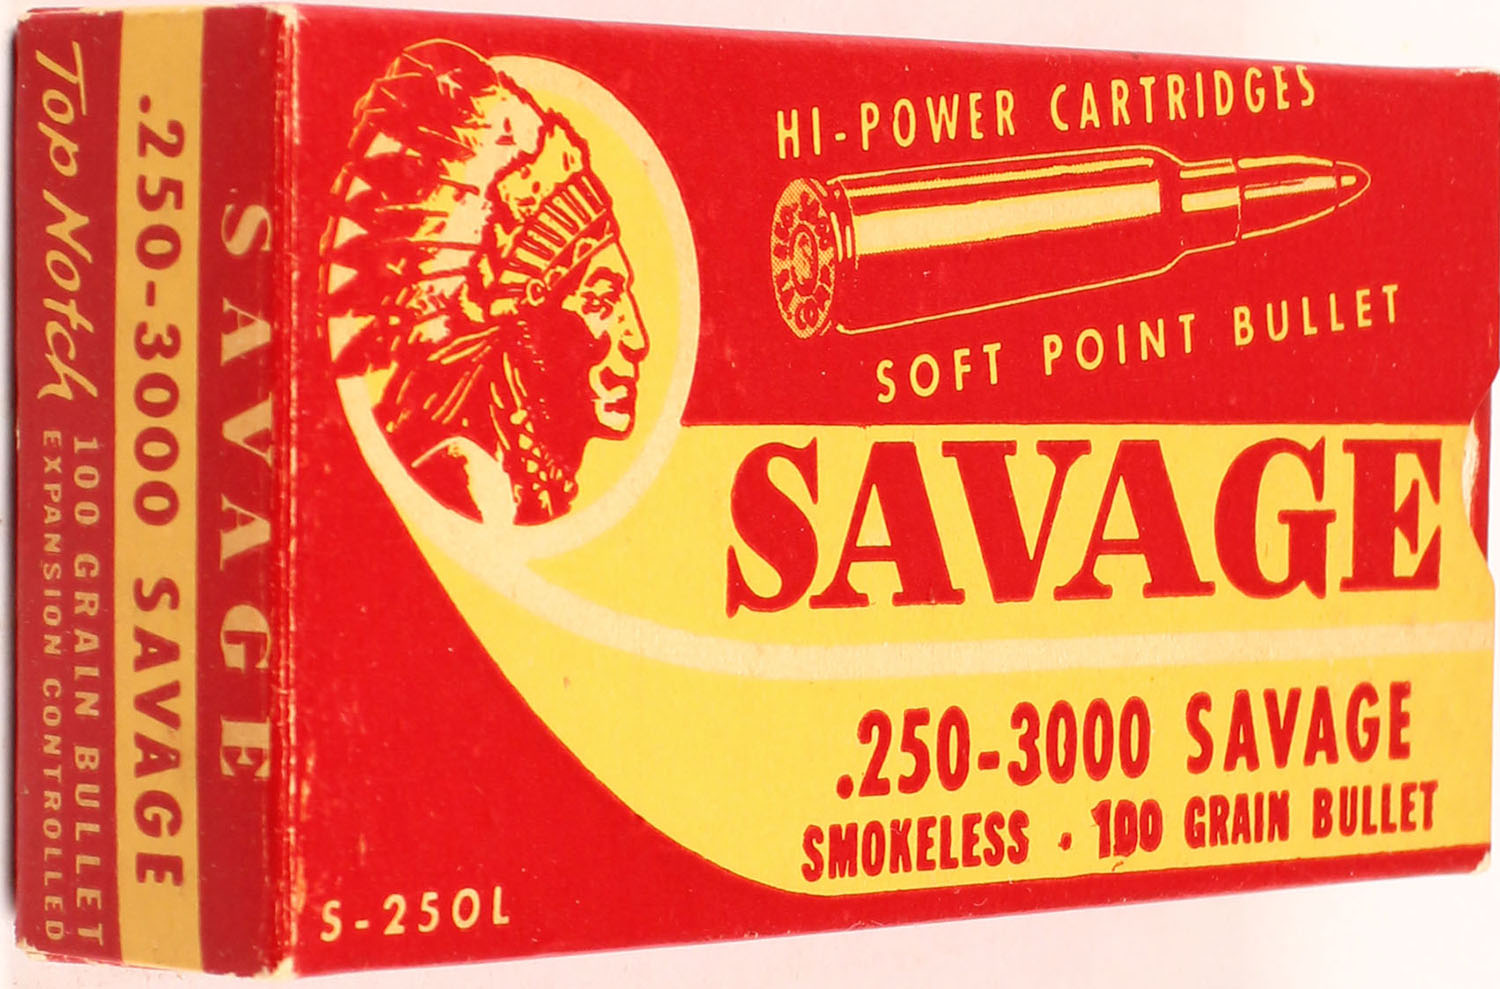 HI-POWER CARTRIDGES
SOFT POINT BULLET
SAVAGE
.250-3000 SAVAGE
SMOKELESS · 100 GRAIN BULLET
S-250L
SAVAGE
.250-3000 SAVAGE
Top Notch 100 GRAIN BULLET
EXPANSION CONTROLLED